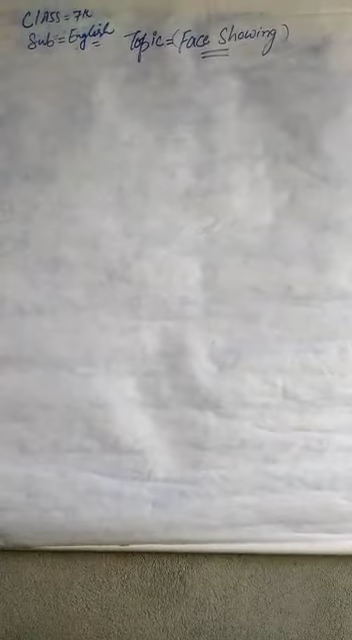 Class = 7th
Sub = English Topic = (Face Showing)